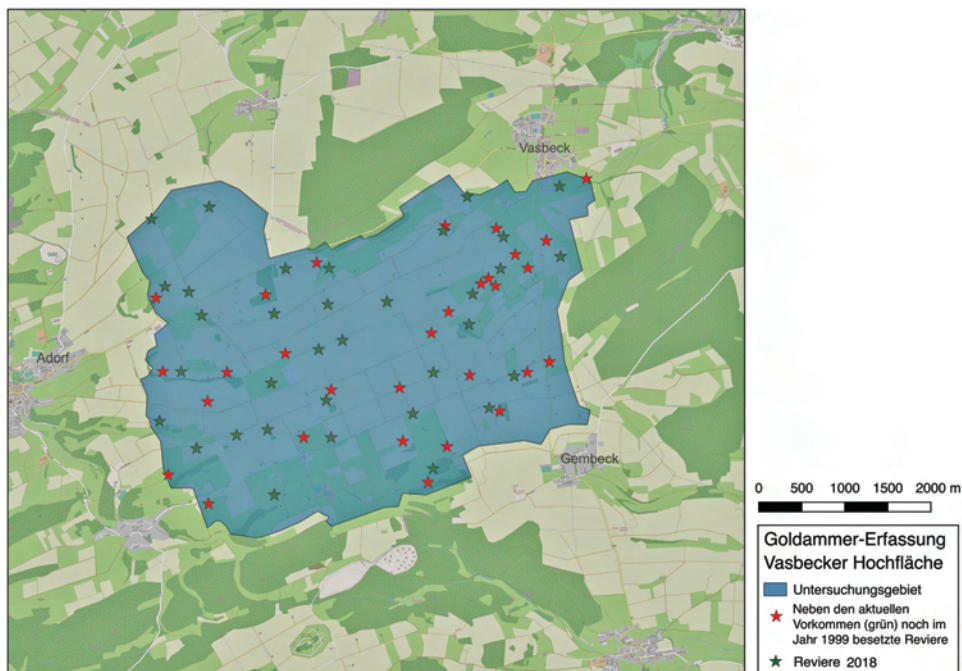 Vasbeck
Adorf
Gembeck
0 500 1000 1500 2000 m
Goldammer-Erfassung
Vasbecker Hochfläche
Untersuchungsgebiet
Neben den aktuellen
Vorkommen (grün) noch im
Jahr 1999 besetzte Reviere
Reviere 2018